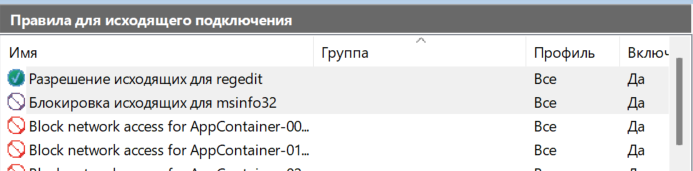 Правила для исходящего подключения
Имя Группа Профиль Включ
Разрешение исходящих для regedit Все Да
Блокировка исходящих для msinfo32 Все Да
Block network access for AppContainer-00... Все Да
Block network access for AppContainer-01... Все Да